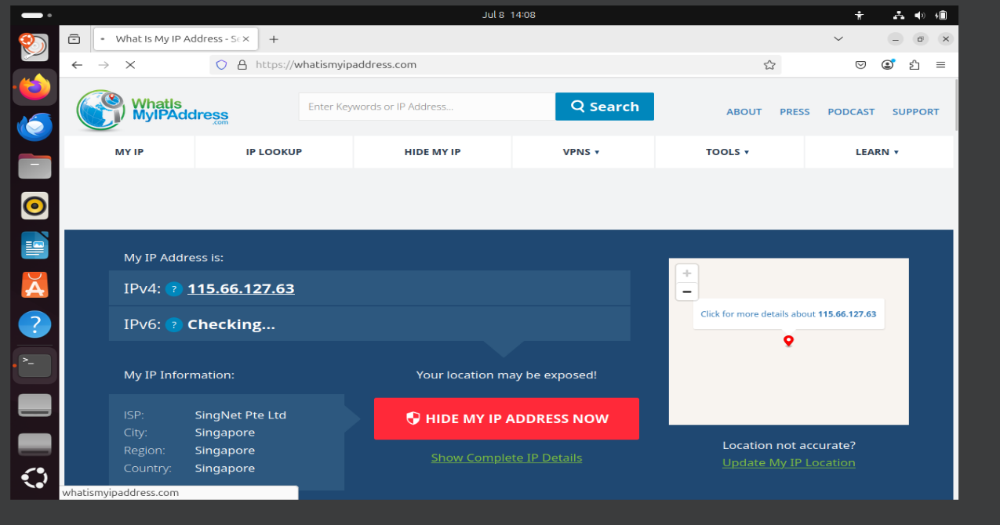 Jul 8 14:08
What Is My IP Address - Se
https://whatismyipaddress.com
WhatIs
MyIPAddress
.com
Enter Keywords or IP Address...
Search
ABOUT PRESS PODCAST SUPPORT
MY IP IP LOOKUP HIDE MY IP VPNS ▾ TOOLS ▾ LEARN ▾
My IP Address is:
IPv4: ? 115.66.127.63
IPv6: ? Checking...
Click for more details about 115.66.127.63
My IP Information:
Your location may be exposed!
ISP: SingNet Pte Ltd
City: Singapore
Region: Singapore
Country: Singapore
HIDE MY IP ADDRESS NOW
Show Complete IP Details
Location not accurate?
Update My IP Location
whatismyipaddress.com